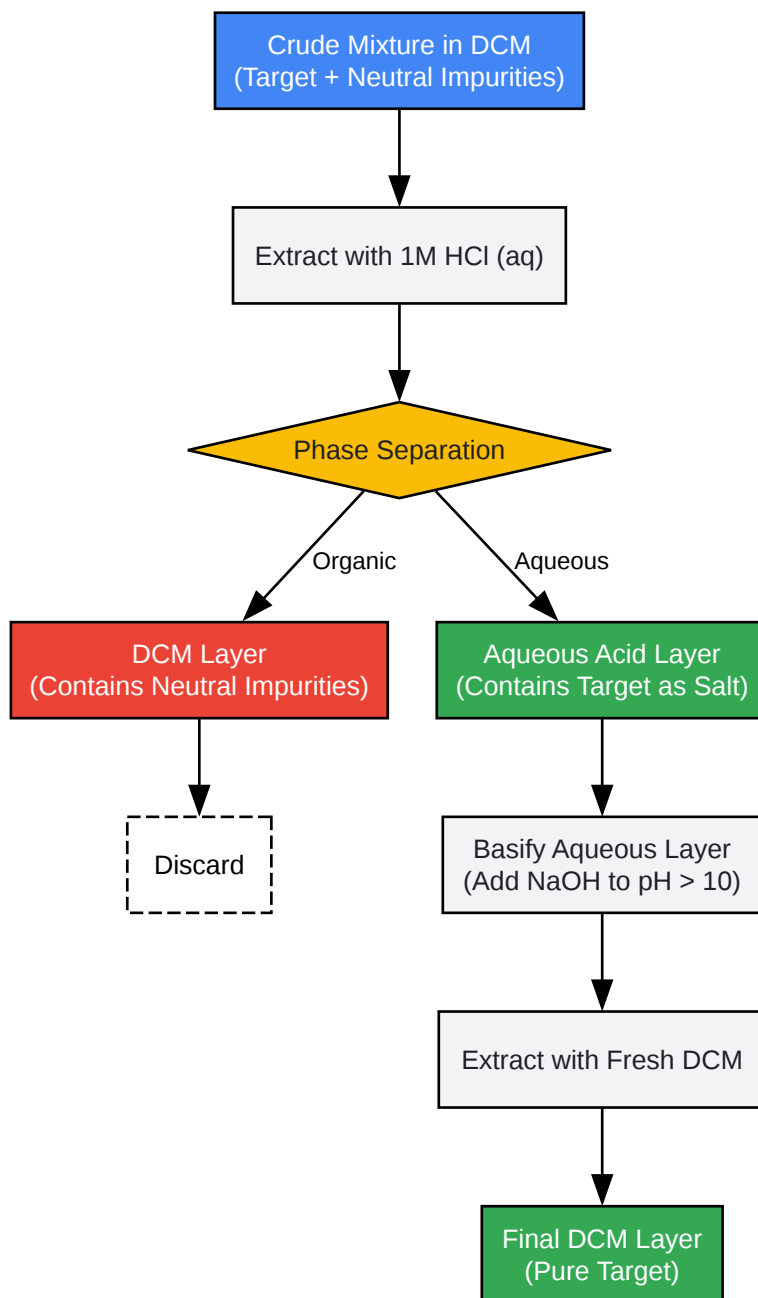 Crude Mixture in DCM
(Target + Neutral Impurities)
Extract with 1M HCl (aq)
Phase Separation
Organic
Aqueous
DCM Layer
(Contains Neutral Impurities)
Aqueous Acid Layer
(Contains Target as Salt)
Discard
Basify Aqueous Layer
(Add NaOH to pH > 10)
Extract with Fresh DCM
Final DCM Layer
(Pure Target)